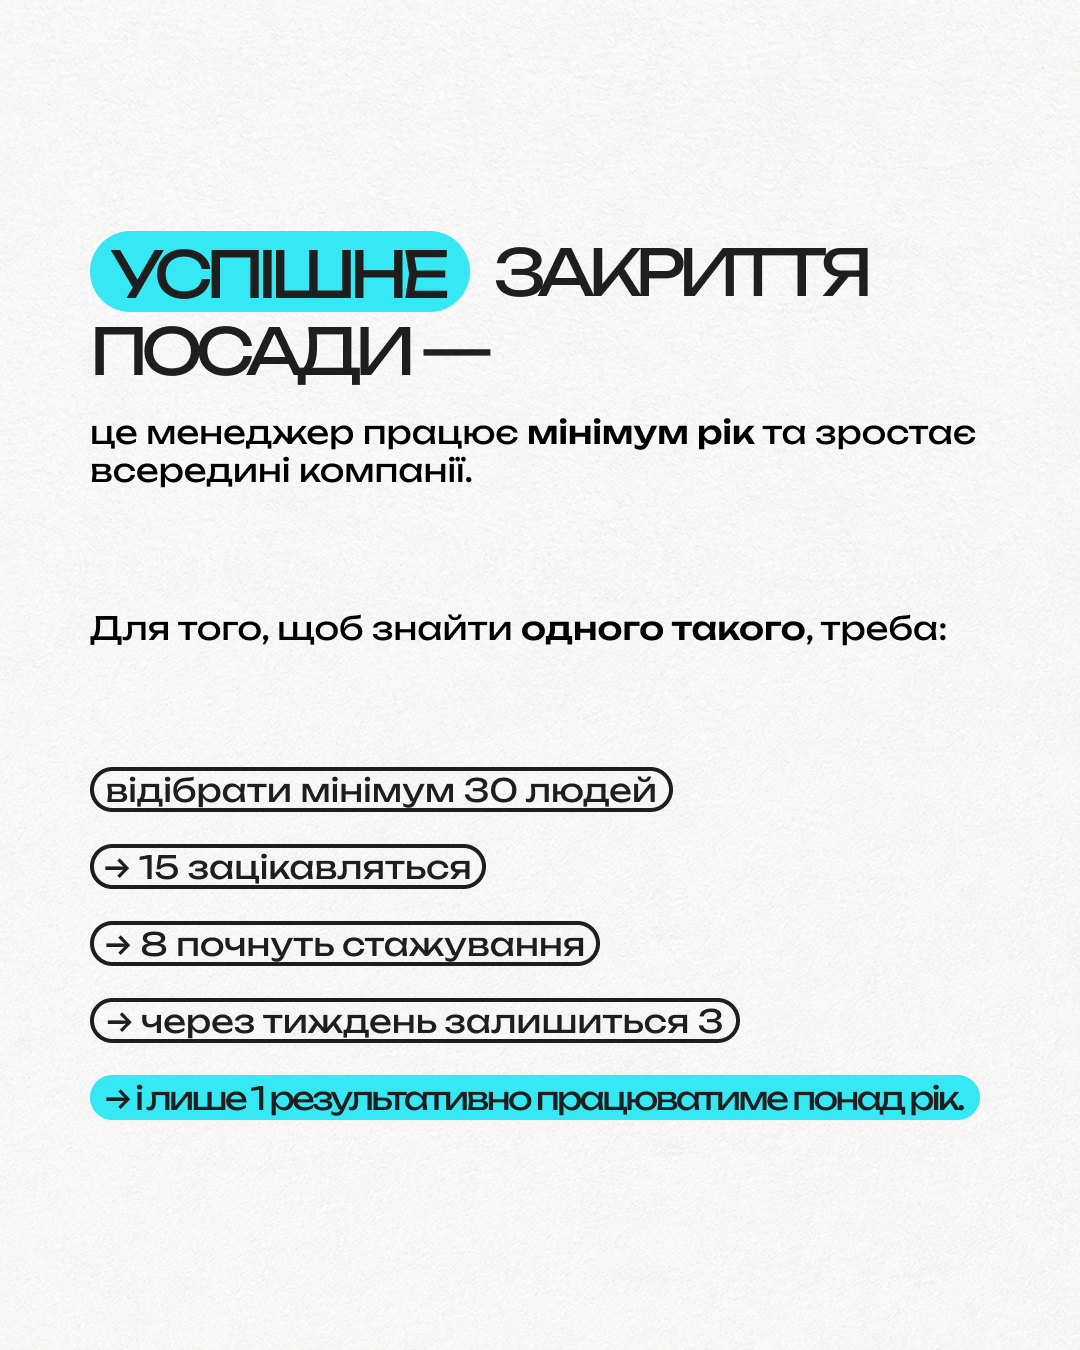 УСПІШНЕ ЗАКРИТТЯ
ПОСАДИ —
це менеджер працює мінімум рік та зростає
всередині компанії.
Для того, щоб знайти одного такого, треба:
відібрати мінімум 30 людей
→ 15 зацікавляться
→ 8 почнуть стажування
→ через тиждень залишиться 3
→ і лише 1 результативно працюватиме понад рік.